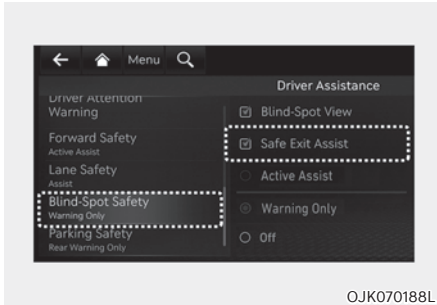 Menu
Driver Assistance
Driver Attention
Warning
Forward Safety
Active Assist
Lane Safety
Assist
Blind-Spot Safety
Warning Only
Parking Safety
Rear Warning Only
Blind-Spot View
Safe Exit Assist
Active Assist
Warning Only
Off
OJK070188L